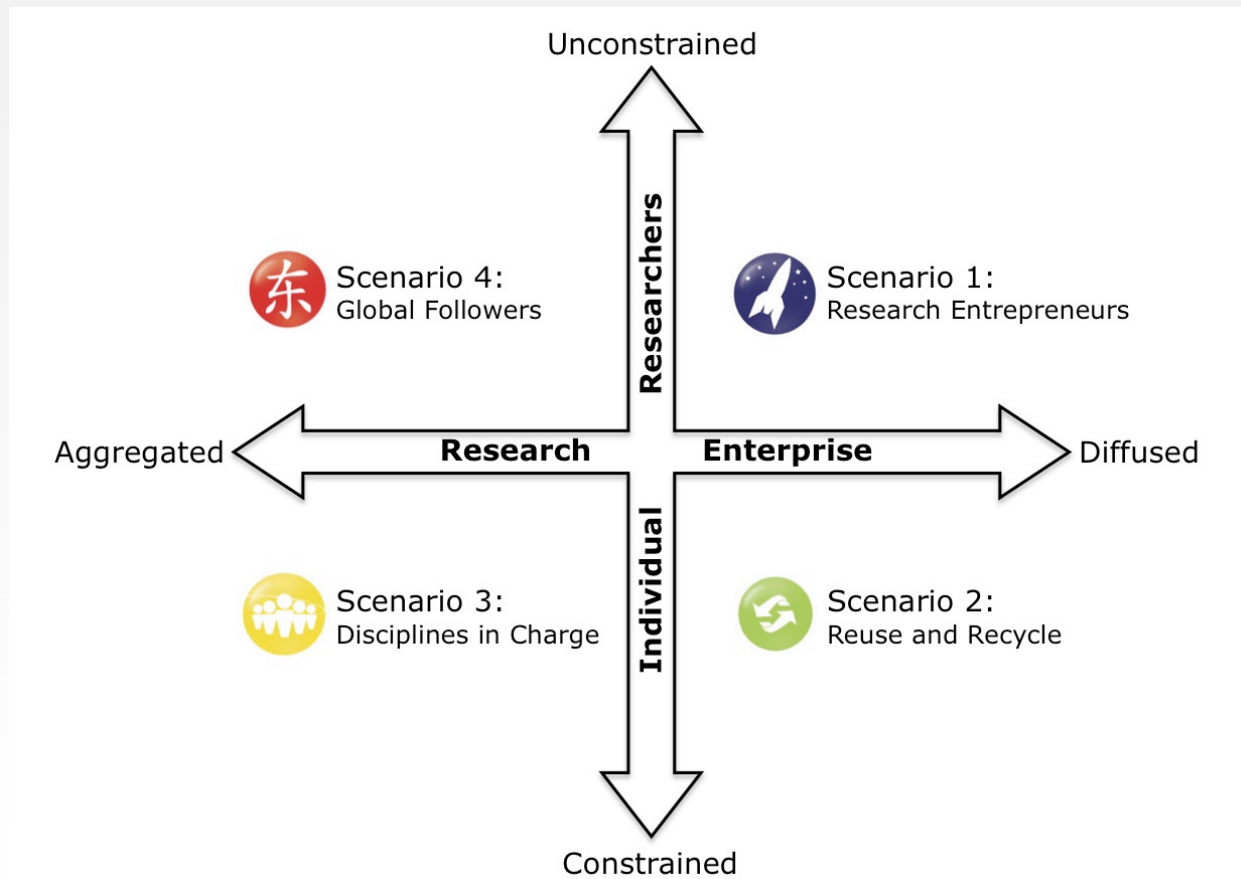 Unconstrained
Researchers
东
Scenario 4:
Global Followers
Scenario 1:
Research Entrepreneurs
Aggregated
Research Enterprise
Diffused
Scenario 3:
Disciplines in Charge
Individual
Scenario 2:
Reuse and Recycle
Constrained